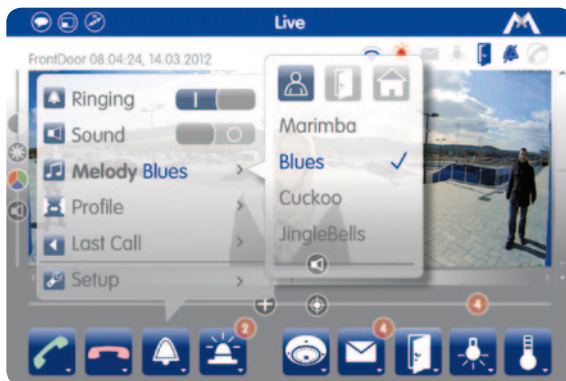 Live
FrontDoor 08:04:24, 14.03.2012
Ringing
Sound
Melody Blues
Profile
Last Call
Setup
Marimba
Blues
Cuckoo
JingleBells
4
2
4